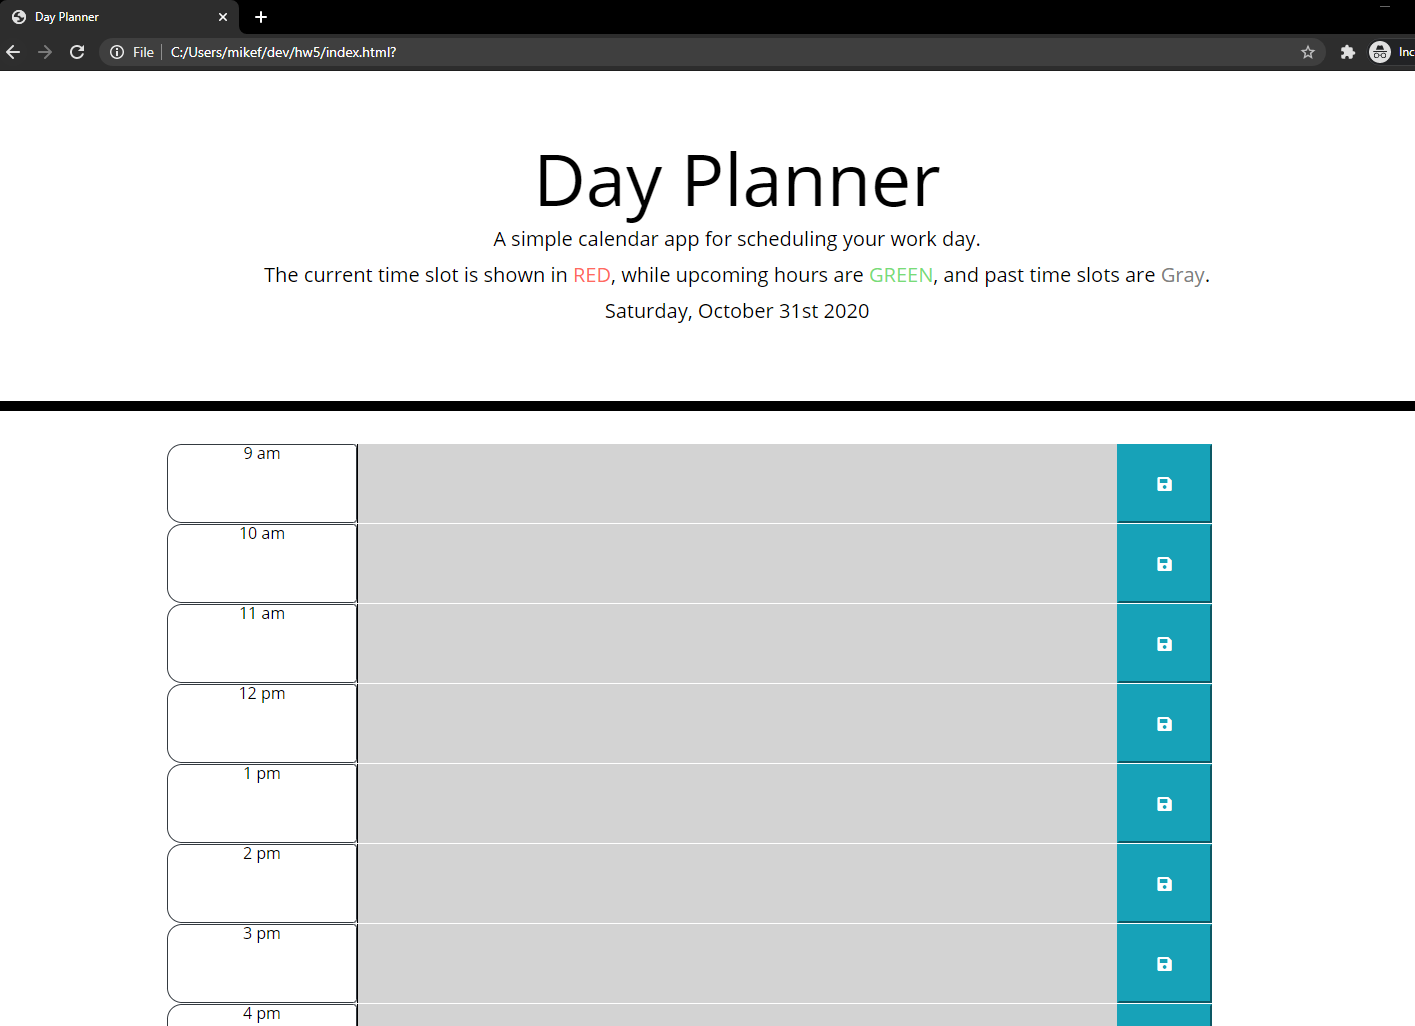 Day Planner
File C:/Users/mikef/dev/hw5/index.html?
Inc
Day Planner
A simple calendar app for scheduling your work day.
The current time slot is shown in RED, while upcoming hours are GREEN, and past time slots are Gray.
Saturday, October 31st 2020
9 am
10 am
11 am
12 pm
1 pm
2 pm
3 pm
4 pm